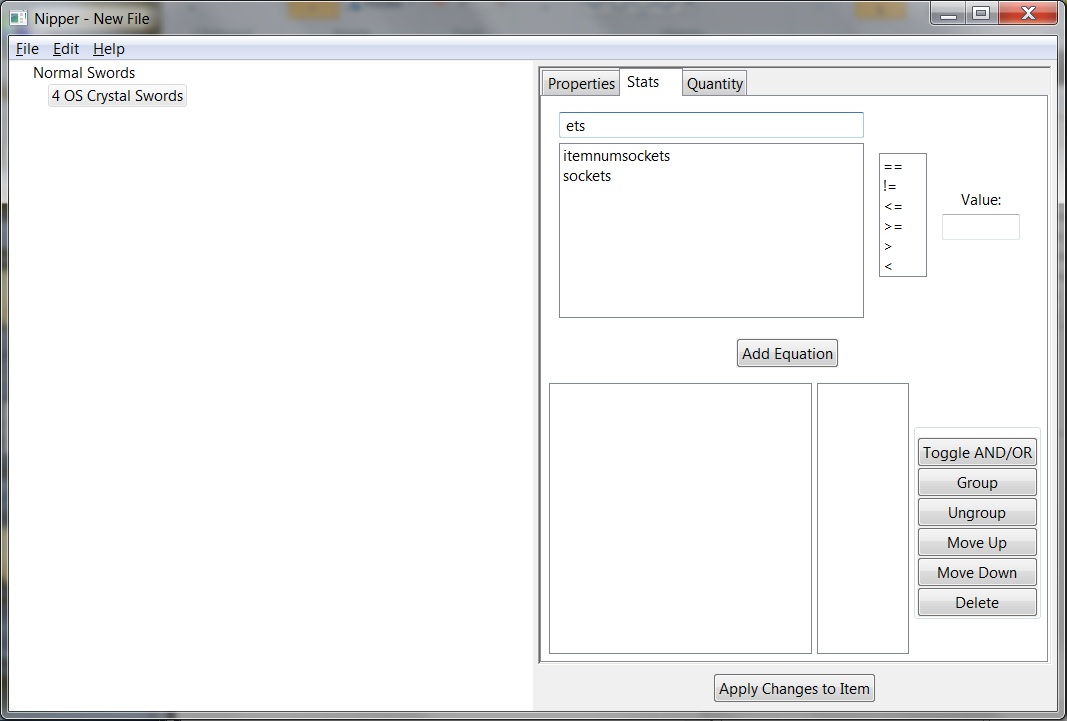 Nipper - New File
File Edit Help
Normal Swords
4 OS Crystal Swords
Properties Stats Quantity
ets
itemnumsockets
sockets
==
!=
<=
>=
>
<
Value:
Add Equation
Toggle AND/OR
Group
Ungroup
Move Up
Move Down
Delete
Apply Changes to Item